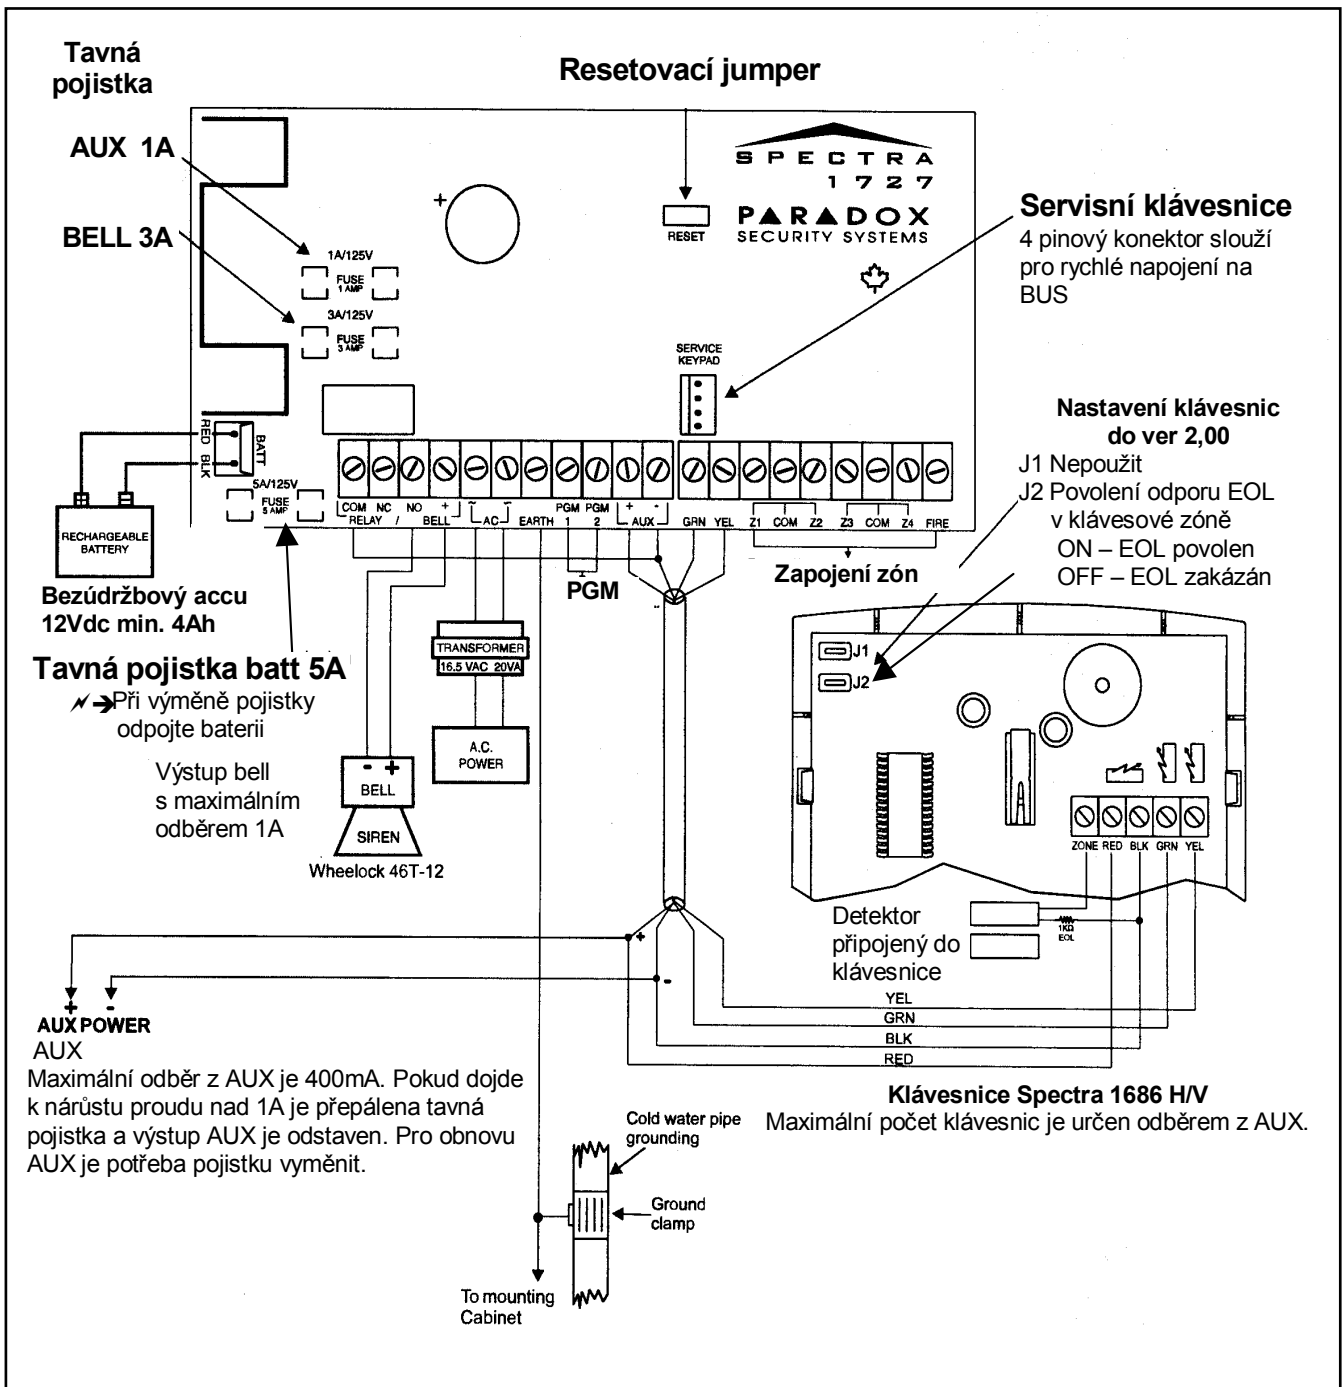 Tavná
pojistka
Resetovací jumper
AUX 1A
BELL 3A
SPECTRA
1727
PARADOX
SECURITY SYSTEMS
RESET
+
1A/125V
FUSE
1 AMP
3A/125V
FUSE
3 AMP
Servisní klávesnice
4 pinový konektor slouží
pro rychlé napojení na
BUS
SERVICE
KEYPAD
RED
BLK
BATT
5A/125V
FUSE
5 AMP
RECHARGEABLE
BATTERY
Bezúdržbový accu
12Vdc min. 4Ah
COM NC NO + ~ ~ PGM PGM + -
RELAY / BELL AC EARTH 1 2 AUX GRN YEL Z1 COM Z2 Z3 COM Z4 FIRE
PGM
Zapojení zón
Nastavení klávesnic
do ver 2,00
J1 Nepoužit
J2 Povolení odporu EOL
v klávesové zóně
ON – EOL povolen
OFF – EOL zakázán
Tavná pojistka batt 5A
Při výměně pojistky
odpojte baterii
TRANSFORMER
16.5 VAC 20VA
A.C.
POWER
Výstup bell
s maximálním
odběrem 1A
- +
BELL
SIREN
Wheelock 46T-12
J1
J2
ZONE RED BLK GRN YEL
Detektor
připojený do
klávesnice
1KΩ
EOL
+
-
YEL
GRN
BLK
RED
+ -
AUX POWER
AUX
Maximální odběr z AUX je 400mA. Pokud dojde
k nárůstu proudu nad 1A je přepálena tavná
pojistka a výstup AUX je odstaven. Pro obnovu
AUX je potřeba pojistku vyměnit.
Klávesnice Spectra 1686 H/V
Maximální počet klávesnic je určen odběrem z AUX.
Cold water pipe
grounding
Ground
clamp
To mounting
Cabinet